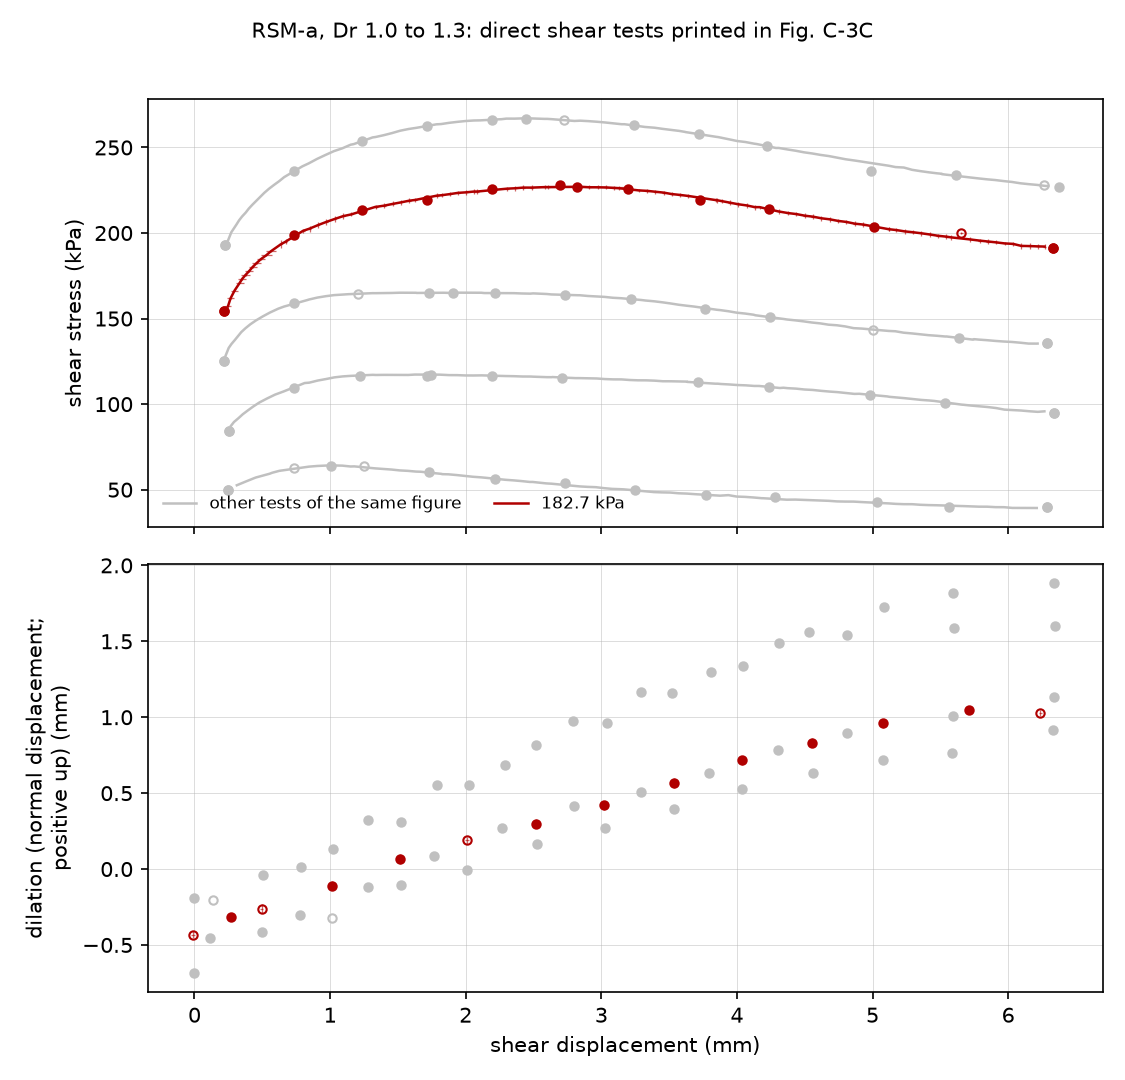 RSM-a, Dr 1.0 to 1.3: direct shear tests printed in Fig. C-3C
250
200
150
100
50
shear stress (kPa)
other tests of the same figure
182.7 kPa
2.0
1.5
1.0
0.5
0.0
−0.5
dilation (normal displacement;
positive up) (mm)
0 1 2 3 4 5 6
shear displacement (mm)